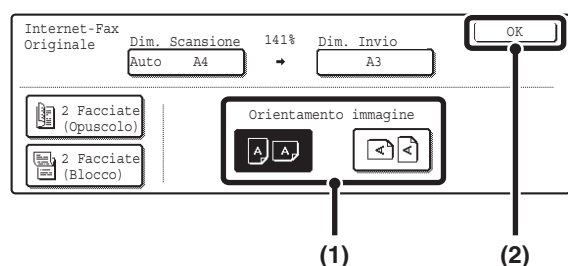 Internet-Fax
Originale
Dim. Scansione
141%
Dim. Invio
OK
Auto A4
A3
2 Facciate
(Opuscolo)
2 Facciate
(Blocco)
Orientamento immagine
A A
A A
(1)
(2)